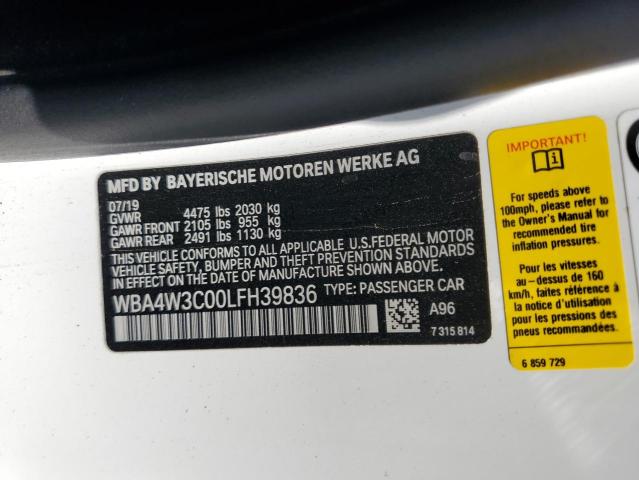 MFD BY BAYERISCHE MOTOREN WERKE AG
07/19
GVWR 4475 lbs 2030 kg
GAWR FRONT 2105 lbs 955 kg
GAWR REAR 2491 lbs 1130 kg
THIS VEHICLE CONFORMS TO ALL APPLICABLE U.S.FEDERAL MOTOR
VEHICLE SAFETY, BUMPER, AND THEFT PREVENTION STANDARDS
IN EFFECT ON THE DATE OF MANUFACTURE SHOWN ABOVE.
WBA4W3C00LFH39836 TYPE: PASSENGER CAR
A96
7 315 814
IMPORTANT!
For speeds above
100mph, please refer to
the Owner's Manual for
recommended tire
inflation pressures.
Pour les vitesses
au-dessus de 160
km/h, faites référence à
la notice d'utilisation
pour les pressions des
pneus recommandées.
6 859 729